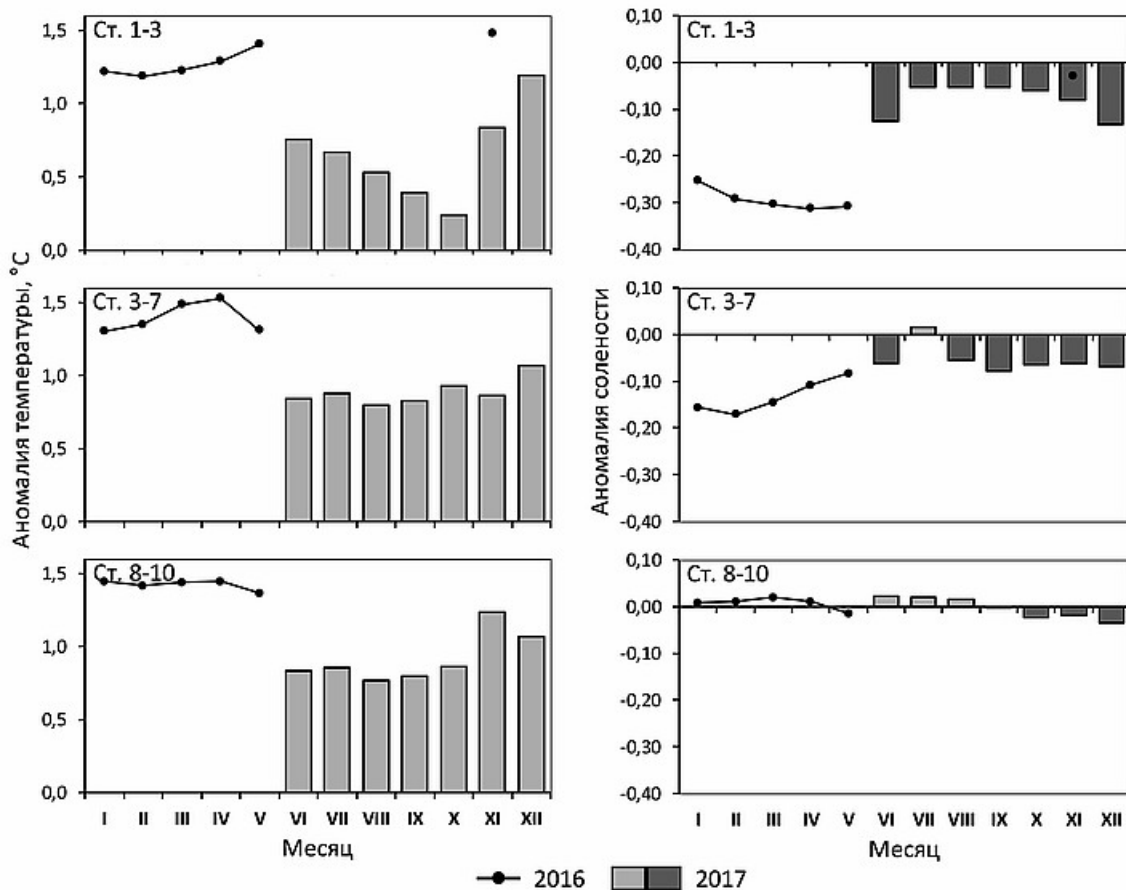 Аномалия температуры, °С
Ст. 1-3
1,5
1,0
0,5
0,0
Ст. 3-7
1,5
1,0
0,5
0,0
Ст. 8-10
1,5
1,0
0,5
0,0
I II III IV V VI VII VIII IX X XI XII
Месяц
Аномалия солености
Ст. 1-3
0,10
0,00
-0,10
-0,20
-0,30
-0,40
Ст. 3-7
0,10
0,00
-0,10
-0,20
-0,30
-0,40
Ст. 8-10
0,10
0,00
-0,10
-0,20
-0,30
-0,40
I II III IV V VI VII VIII IX X XI XII
Месяц
2016 2017